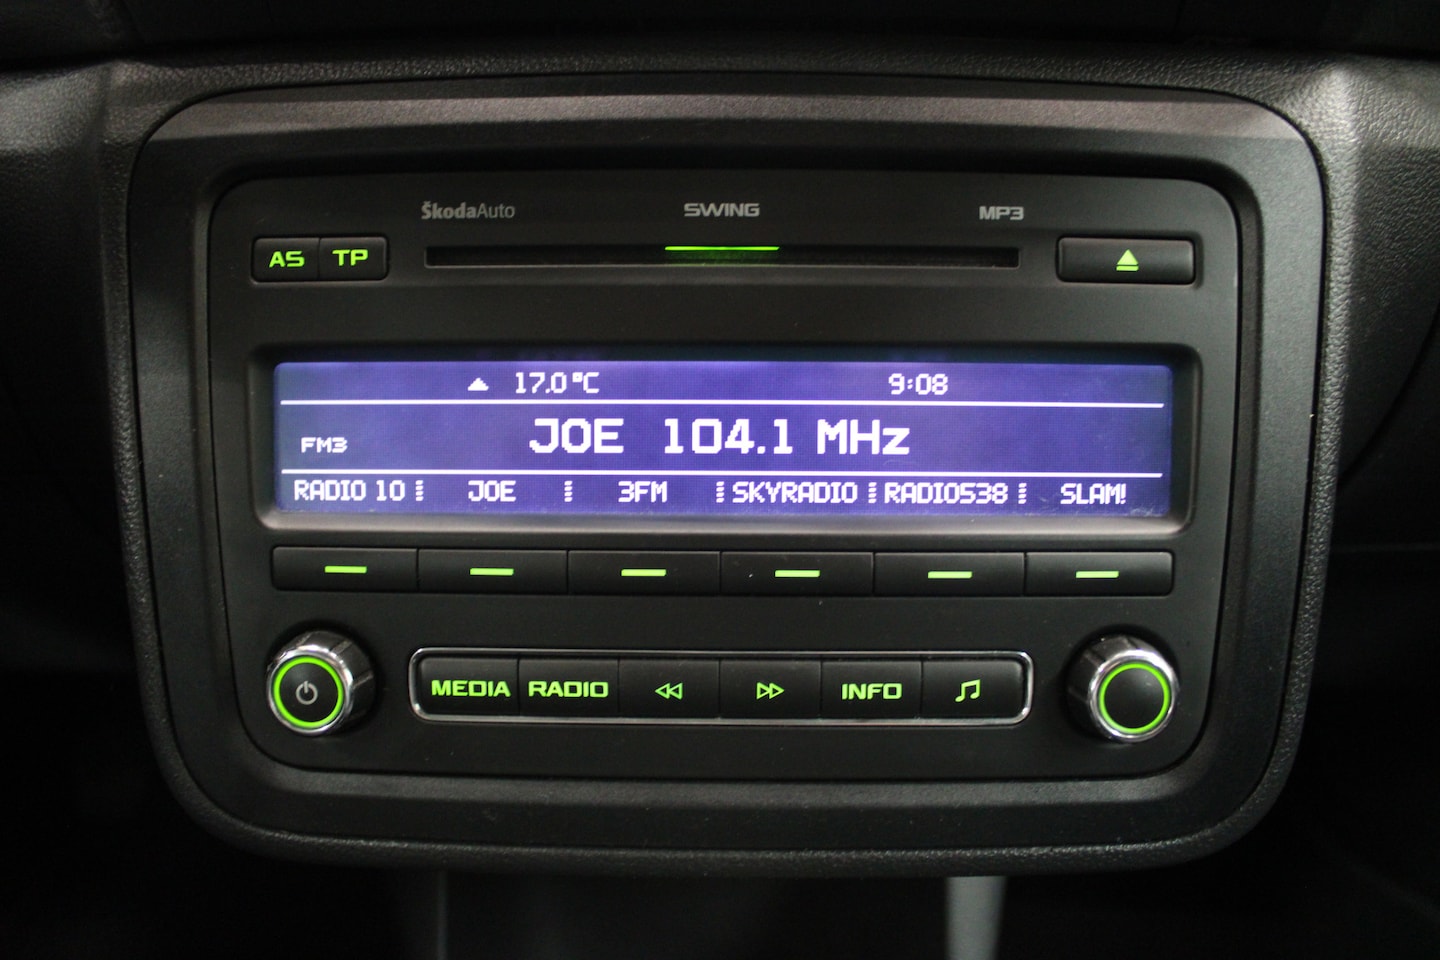 ŠkodaAuto SWING MP3
AS TP
17.0°C 9:08
FM3 JOE 104.1 MHz
RADIO 10 JOE 3FM SKYRADIO RADIO538 SLAM!
MEDIA RADIO INFO